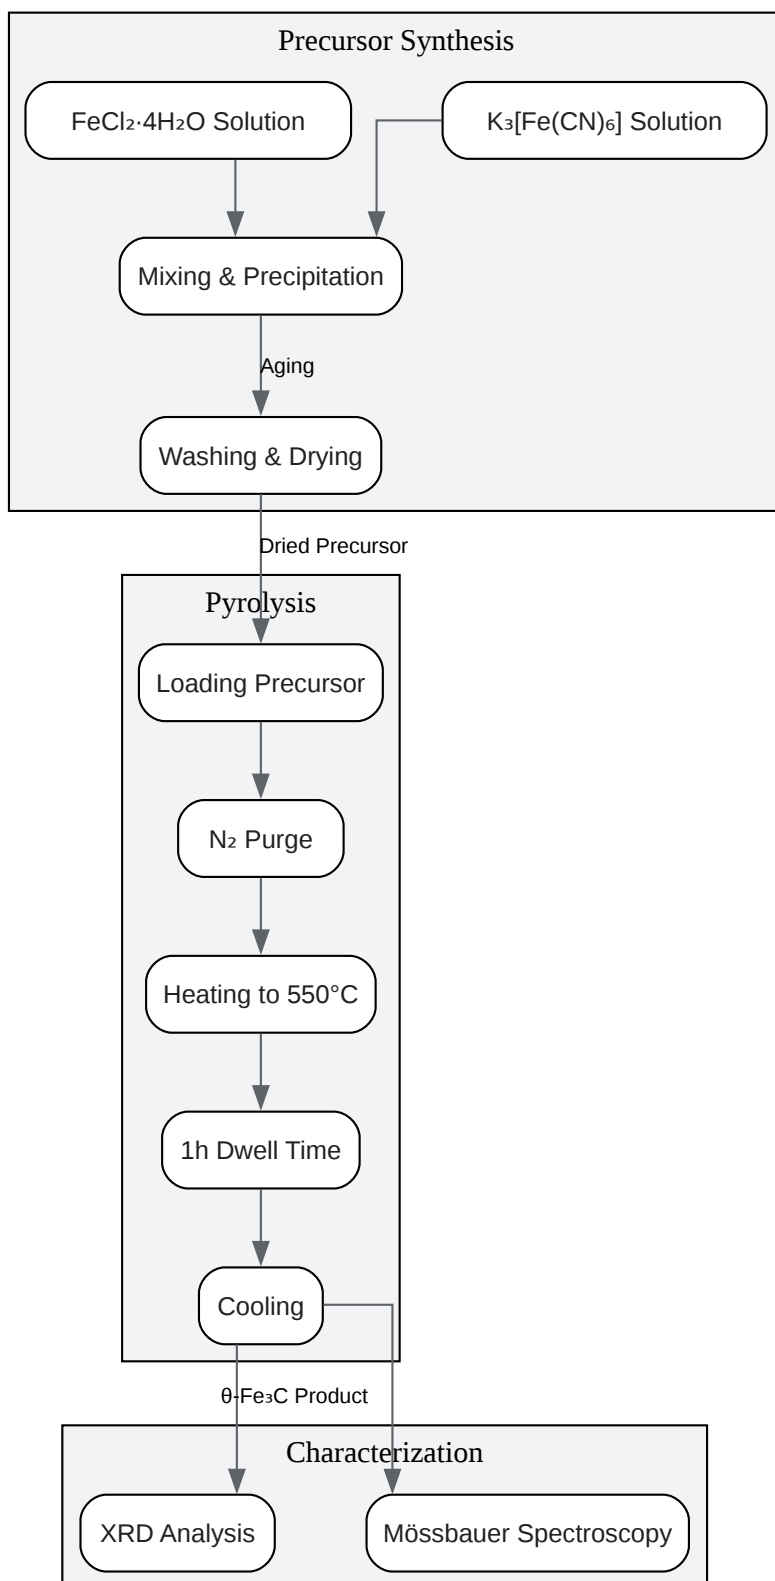 Precursor Synthesis
FeCl₂·4H₂O Solution
K₃[Fe(CN)₆] Solution
Mixing & Precipitation
Aging
Washing & Drying
Dried Precursor
Pyrolysis
Loading Precursor
N₂ Purge
Heating to 550°C
1h Dwell Time
Cooling
θ-Fe₃C Product
Characterization
XRD Analysis
Mössbauer Spectroscopy